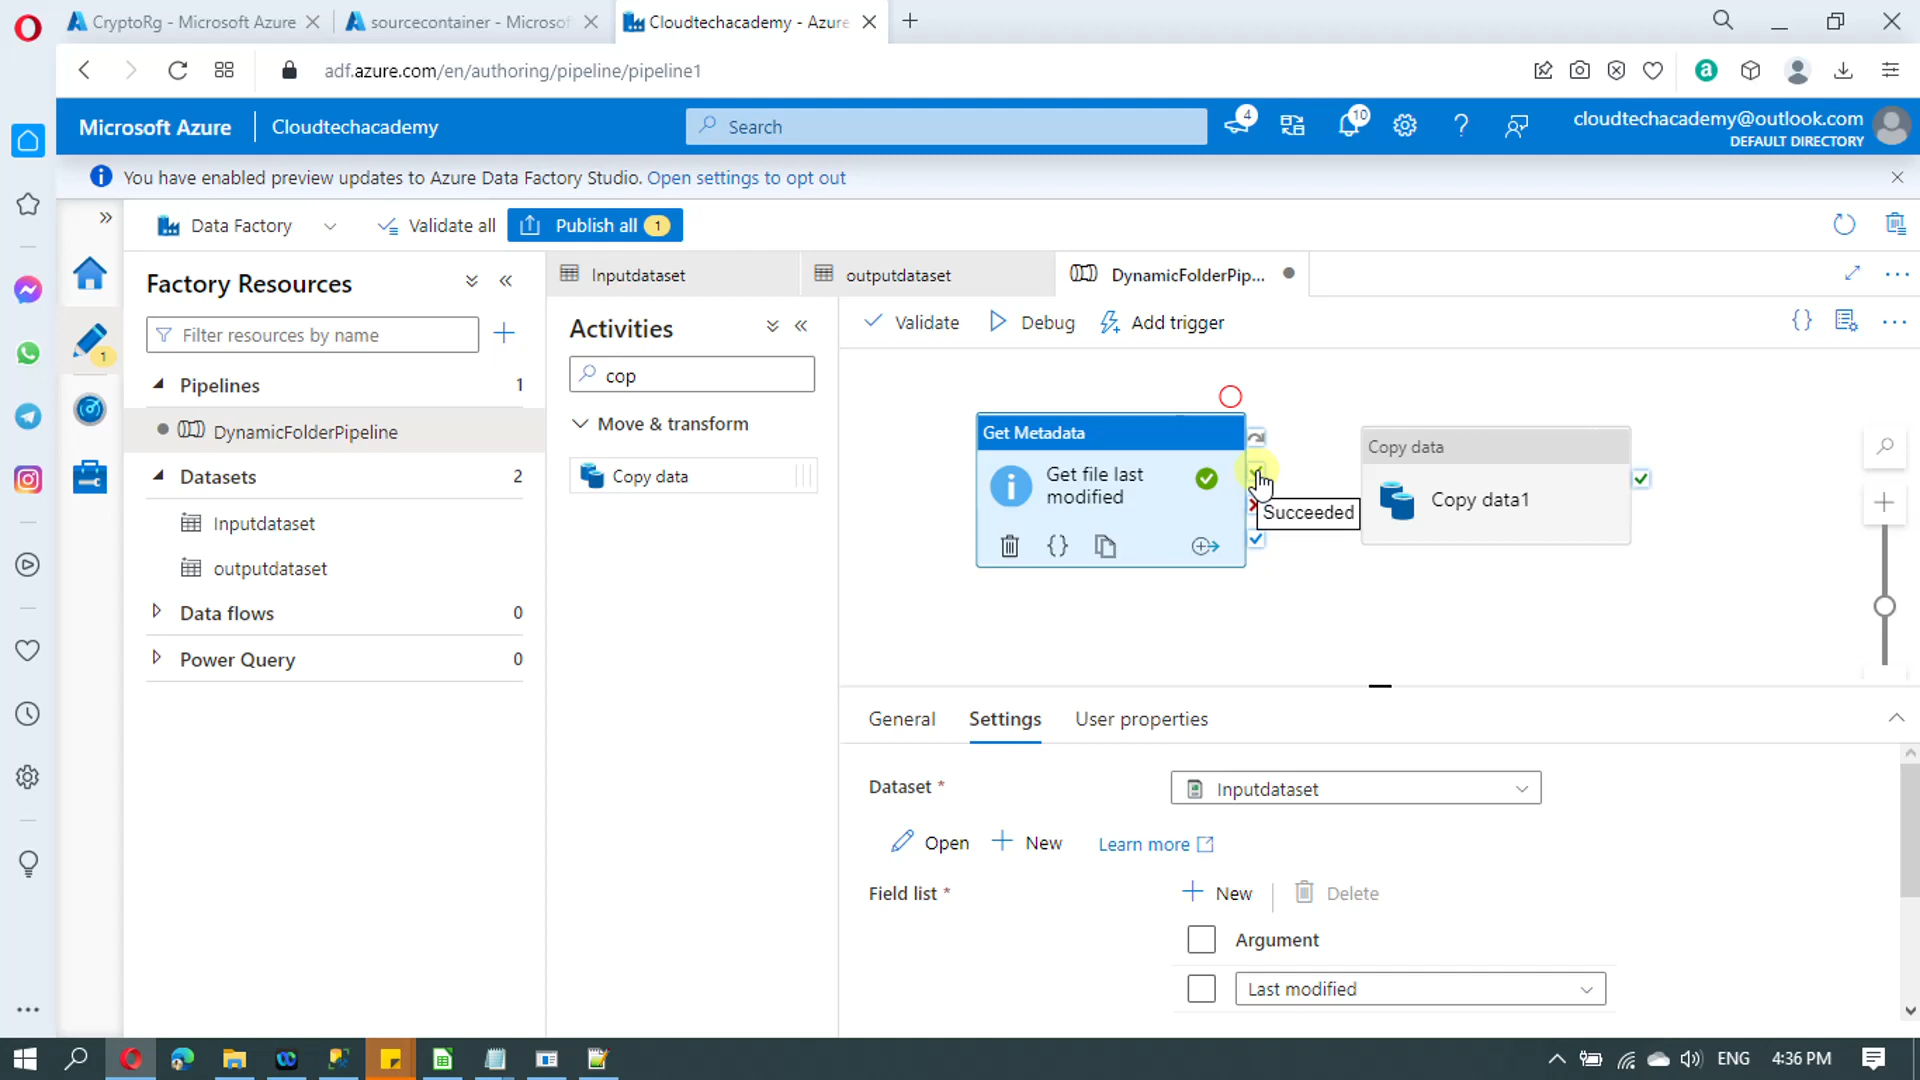 CryptoRg - Microsoft Azure
sourcecontainer - Microsof
Cloudtechacademy - Azure
adf.azure.com/en/authoring/pipeline/pipeline1
Microsoft Azure
Cloudtechacademy
Search
4
10
cloudtechacademy@outlook.com
DEFAULT DIRECTORY
You have enabled preview updates to Azure Data Factory Studio. Open settings to opt out
Data Factory
Validate all
Publish all 1
Factory Resources
Filter resources by name
1
Pipelines 1
DynamicFolderPipeline
Datasets 2
Inputdataset
outputdataset
Data flows 0
Power Query 0
Inputdataset
outputdataset
DynamicFolderPip...
Activities
cop
Move & transform
Copy data
Validate
Debug
Add trigger
Get Metadata
Get file last
modified
Succeeded
Copy data
Copy data1
General
Settings
User properties
Dataset *
Inputdataset
Open
New
Learn more
Field list *
New
Delete
Argument
Last modified
ENG
4:36 PM